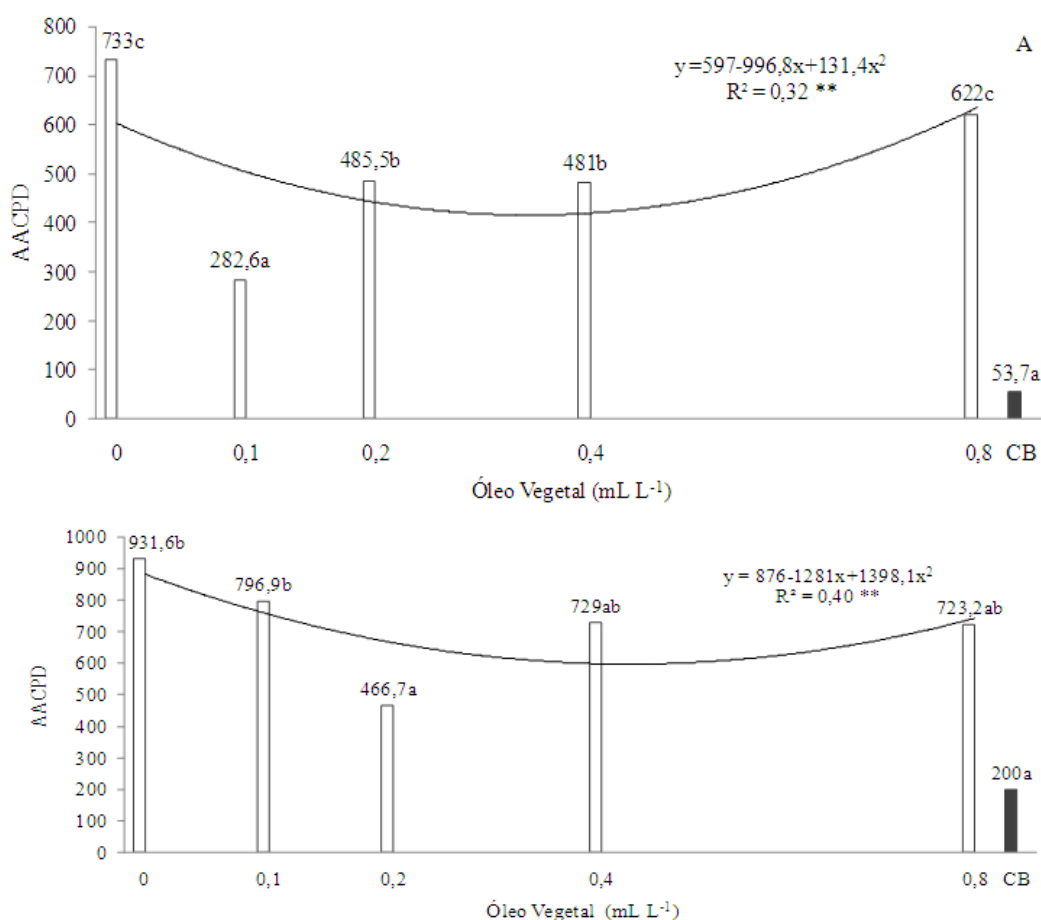 800
700
600
500
400
300
200
100
0
AACPD
A
733c
282,6a
485,5b
481b
622c
53,7a
y =597-996,8x+131,4x²
R² = 0,32 **
0 0,1 0,2 0,4 0,8 CB
Óleo Vegetal (mL L⁻¹)
1000
900
800
700
600
500
400
300
200
100
0
AACPD
931,6b
796,9b
466,7a
729ab
723,2ab
200a
y = 876-1281x+1398,1x²
R² = 0,40 **
0 0,1 0,2 0,4 0,8 CB
Óleo Vegetal (mL L⁻¹)